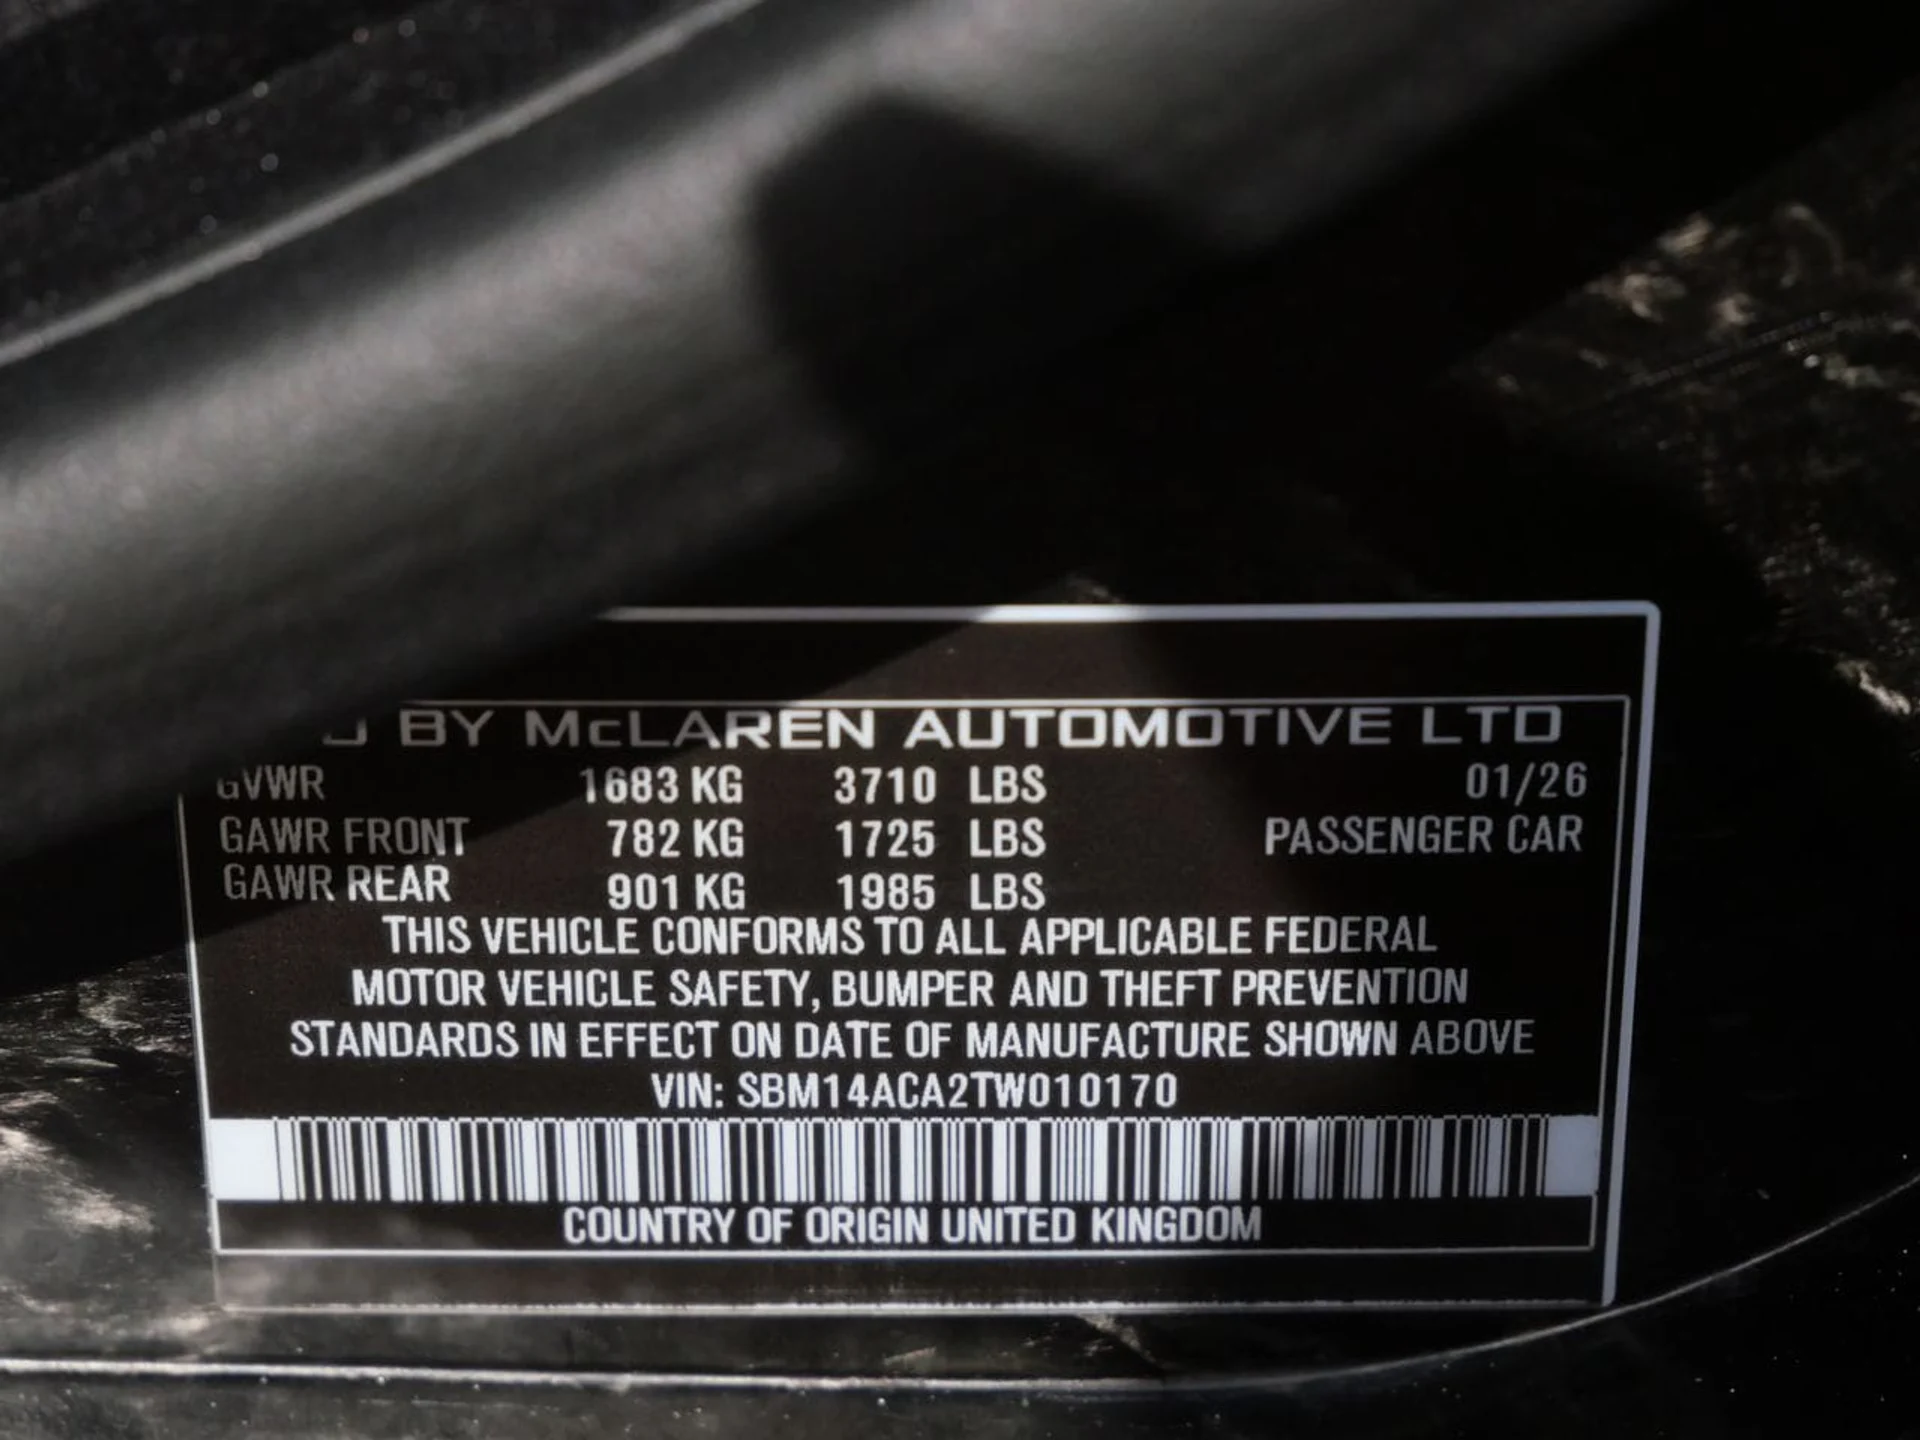 BY McLAREN AUTOMOTIVE LTD
GVWR 1683 KG 3710 LBS 01/26
GAWR FRONT 782 KG 1725 LBS PASSENGER CAR
GAWR REAR 901 KG 1985 LBS
THIS VEHICLE CONFORMS TO ALL APPLICABLE FEDERAL
MOTOR VEHICLE SAFETY, BUMPER AND THEFT PREVENTION
STANDARDS IN EFFECT ON DATE OF MANUFACTURE SHOWN ABOVE
VIN: SBM14ACA2TW010170
COUNTRY OF ORIGIN UNITED KINGDOM